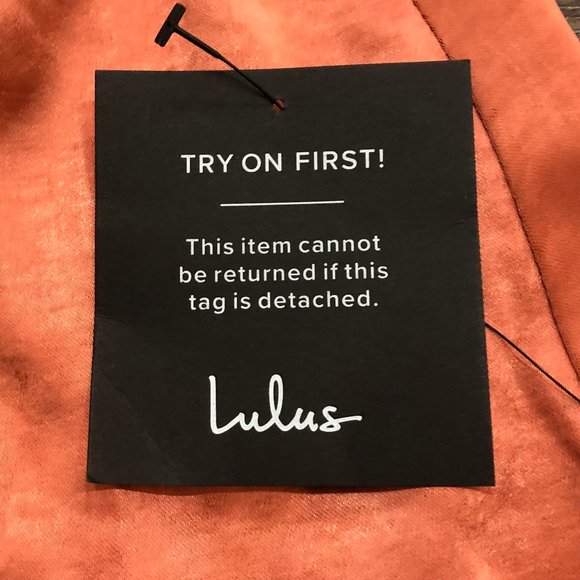 TRY ON FIRST!
This item cannot
be returned if this
tag is detached.
Lulus